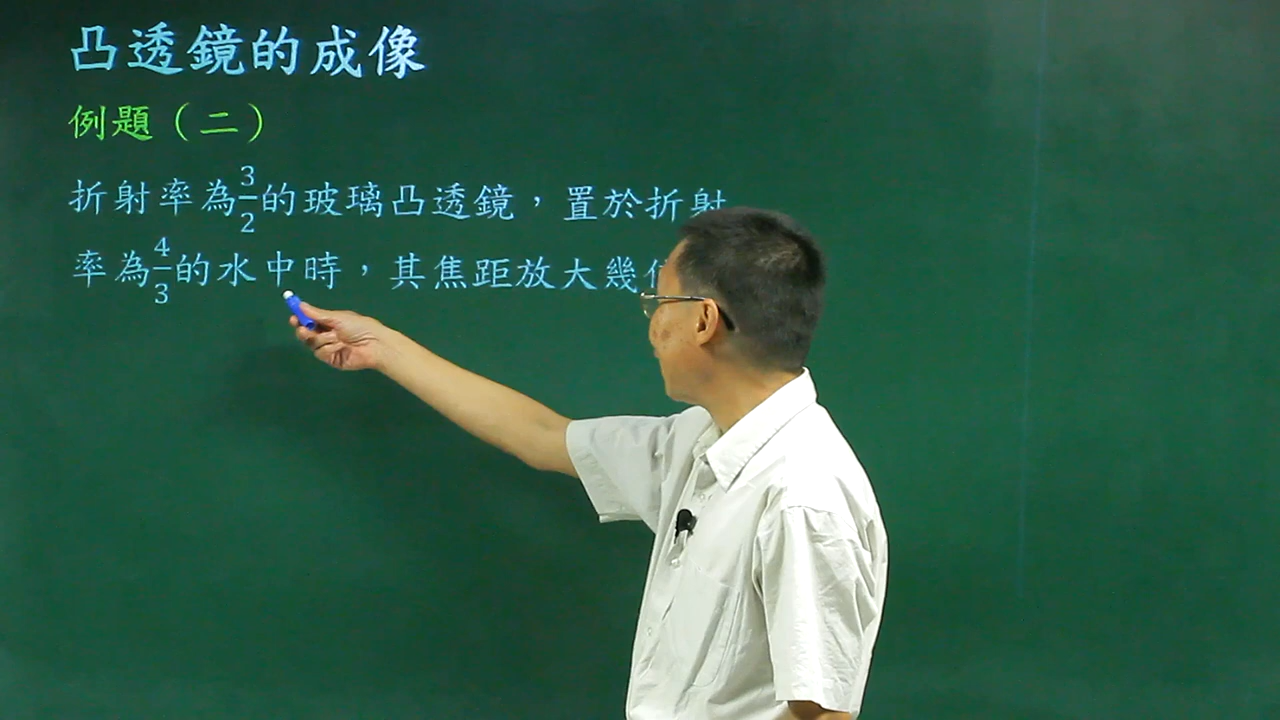 凸透鏡的成像
例題（二）
折射率為3/2的玻璃凸透鏡，置於折射
率為4/3的水中時，其焦距放大幾